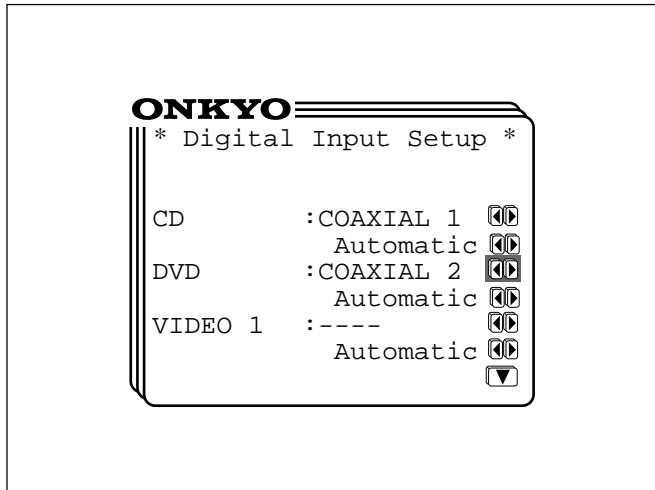 ONKYO
* Digital Input Setup *
CD :COAXIAL 1
Automatic
DVD :COAXIAL 2
Automatic
VIDEO 1 :----
Automatic